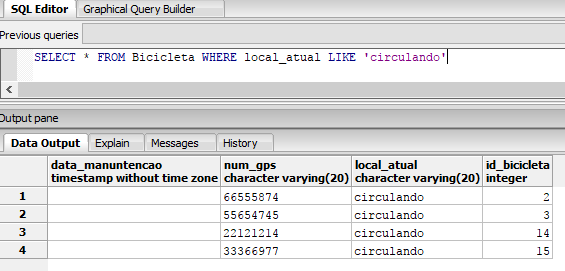 SQL Editor Graphical Query Builder
Previous queries
SELECT * FROM Bicicleta WHERE local_atual LIKE 'circulando'
Output pane
Data Output Explain Messages History
data_manuntencao num_gps local_atual id_bicicleta
timestamp without time zone character varying(20) character varying(20) integer
1 66555874 circulando 2
2 55654745 circulando 3
3 22121214 circulando 14
4 33366977 circulando 15